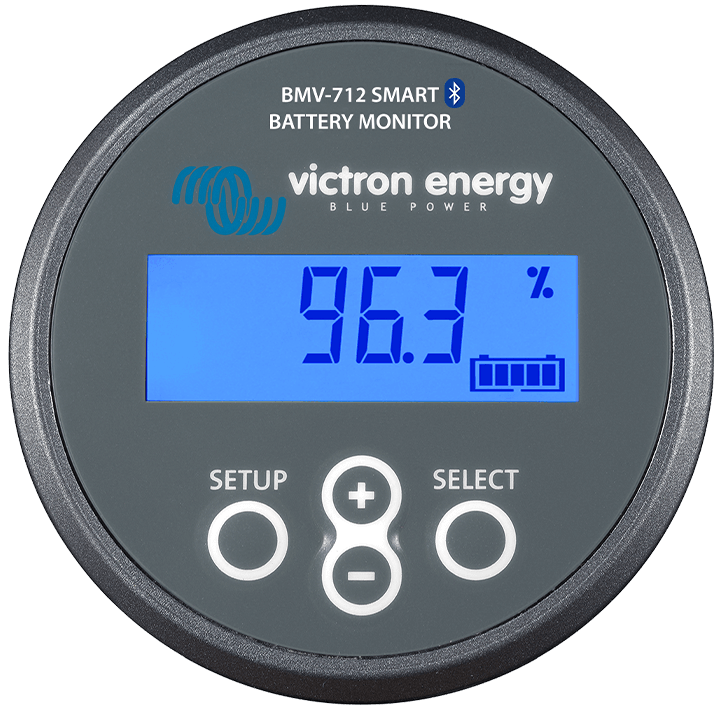 BMV-712 SMART
BATTERY MONITOR
victron energy
BLUE POWER
96.3 %
SETUP
+
SELECT
−